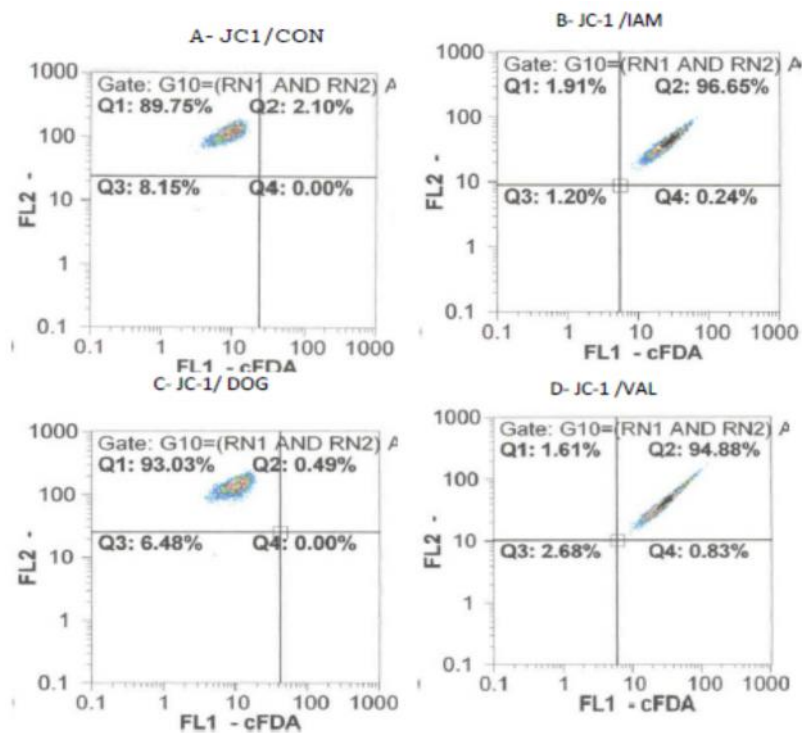 A- JC1/CON
1000
Gate: G10=(RN1 AND RN2) A
Q1: 89.75% Q2: 2.10%
100
10
Q3: 8.15% Q4: 0.00%
1
0.1
FL2 -
0.1 1 10 100 1000
FL1 - cFDA
B- JC-1 /IAM
1000
Gate: G10=(RN1 AND RN2) A
Q1: 1.91% Q2: 96.65%
100
10
Q3: 1.20% Q4: 0.24%
1
0.1
FL2 -
0.1 1 10 100 1000
FL1 - cFDA
C- JC-1/ DOG
1000
Gate: G10=(RN1 AND RN2) A
Q1: 93.03% Q2: 0.49%
100
10
Q3: 6.48% Q4: 0.00%
1
0.1
FL2 -
0.1 1 10 100 1000
FL1 - cFDA
D- JC-1 /VAL
1000
Gate: G10=(RN1 AND RN2) A
Q1: 1.61% Q2: 94.88%
100
10
Q3: 2.68% Q4: 0.83%
1
0.1
FL2 -
0.1 1 10 100 1000
FL1 - cFDA